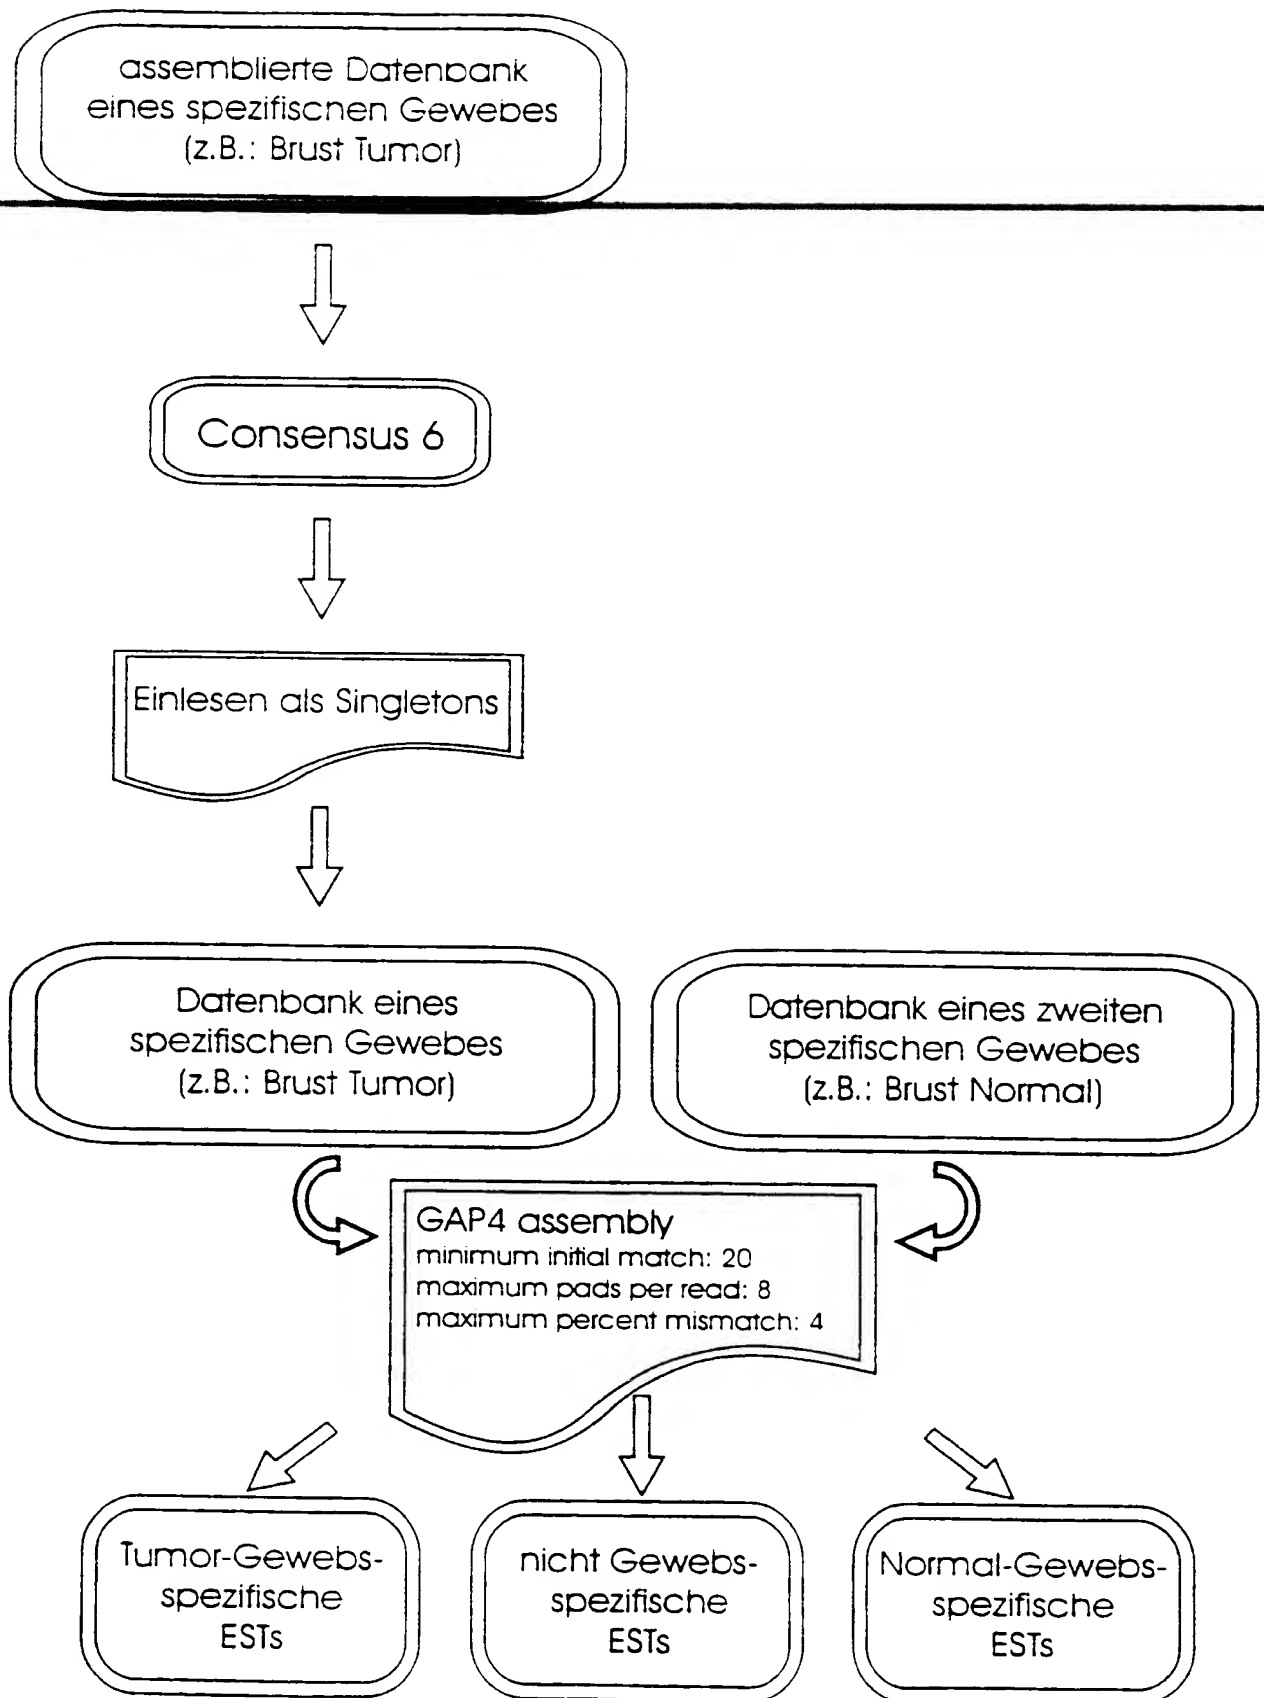 assemblierte Datenbank
eines spezifischen Gewebes
(z.B.: Brust Tumor)
Consensus 6
Einlesen als Singletons
Datenbank eines
spezifischen Gewebes
(z.B.: Brust Tumor)
Datenbank eines zweiten
spezifischen Gewebes
(z.B.: Brust Normal)
GAP4 assembly
minimum initial match: 20
maximum pads per read: 8
maximum percent mismatch: 4
Tumor-Gewebs-
spezifische
ESTs
nicht Gewebs-
spezifische
ESTs
Normal-Gewebs-
spezifische
ESTs